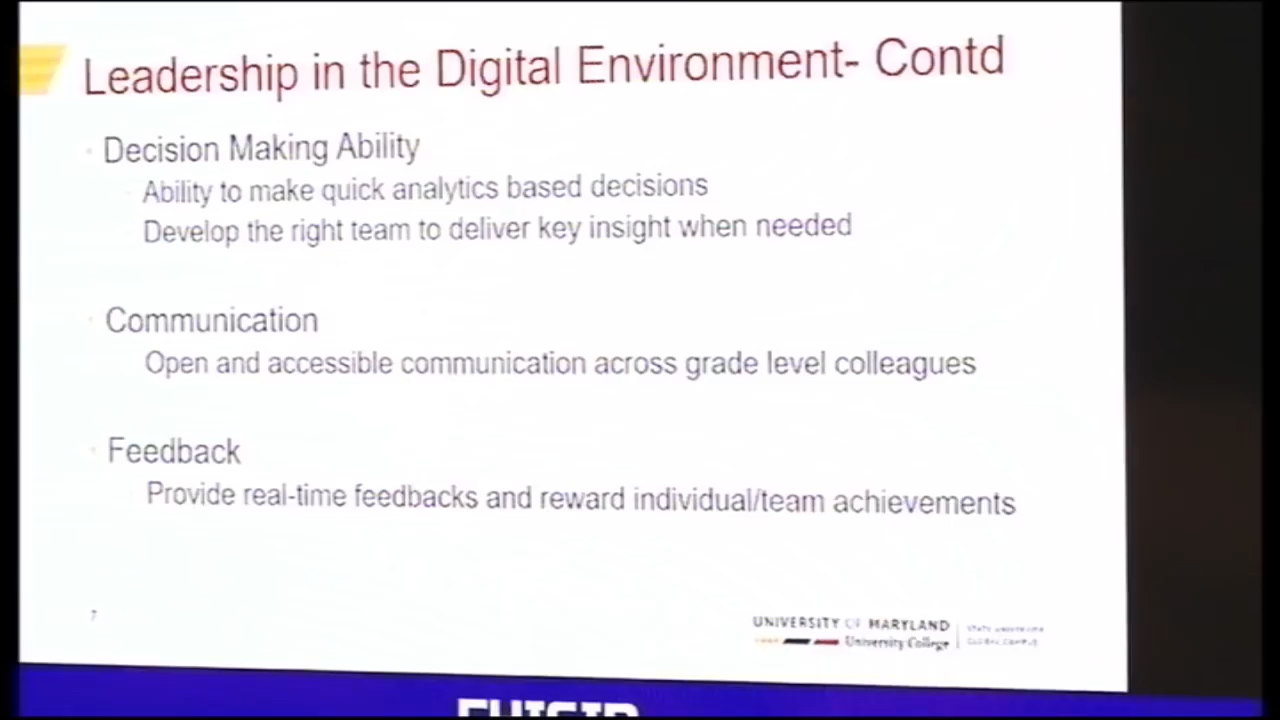 Leadership in the Digital Environment- Contd
Decision Making Ability
Ability to make quick analytics based decisions
Develop the right team to deliver key insight when needed
Communication
Open and accessible communication across grade level colleagues
Feedback
Provide real-time feedbacks and reward individual/team achievements
7
UNIVERSITY OF MARYLAND
University College